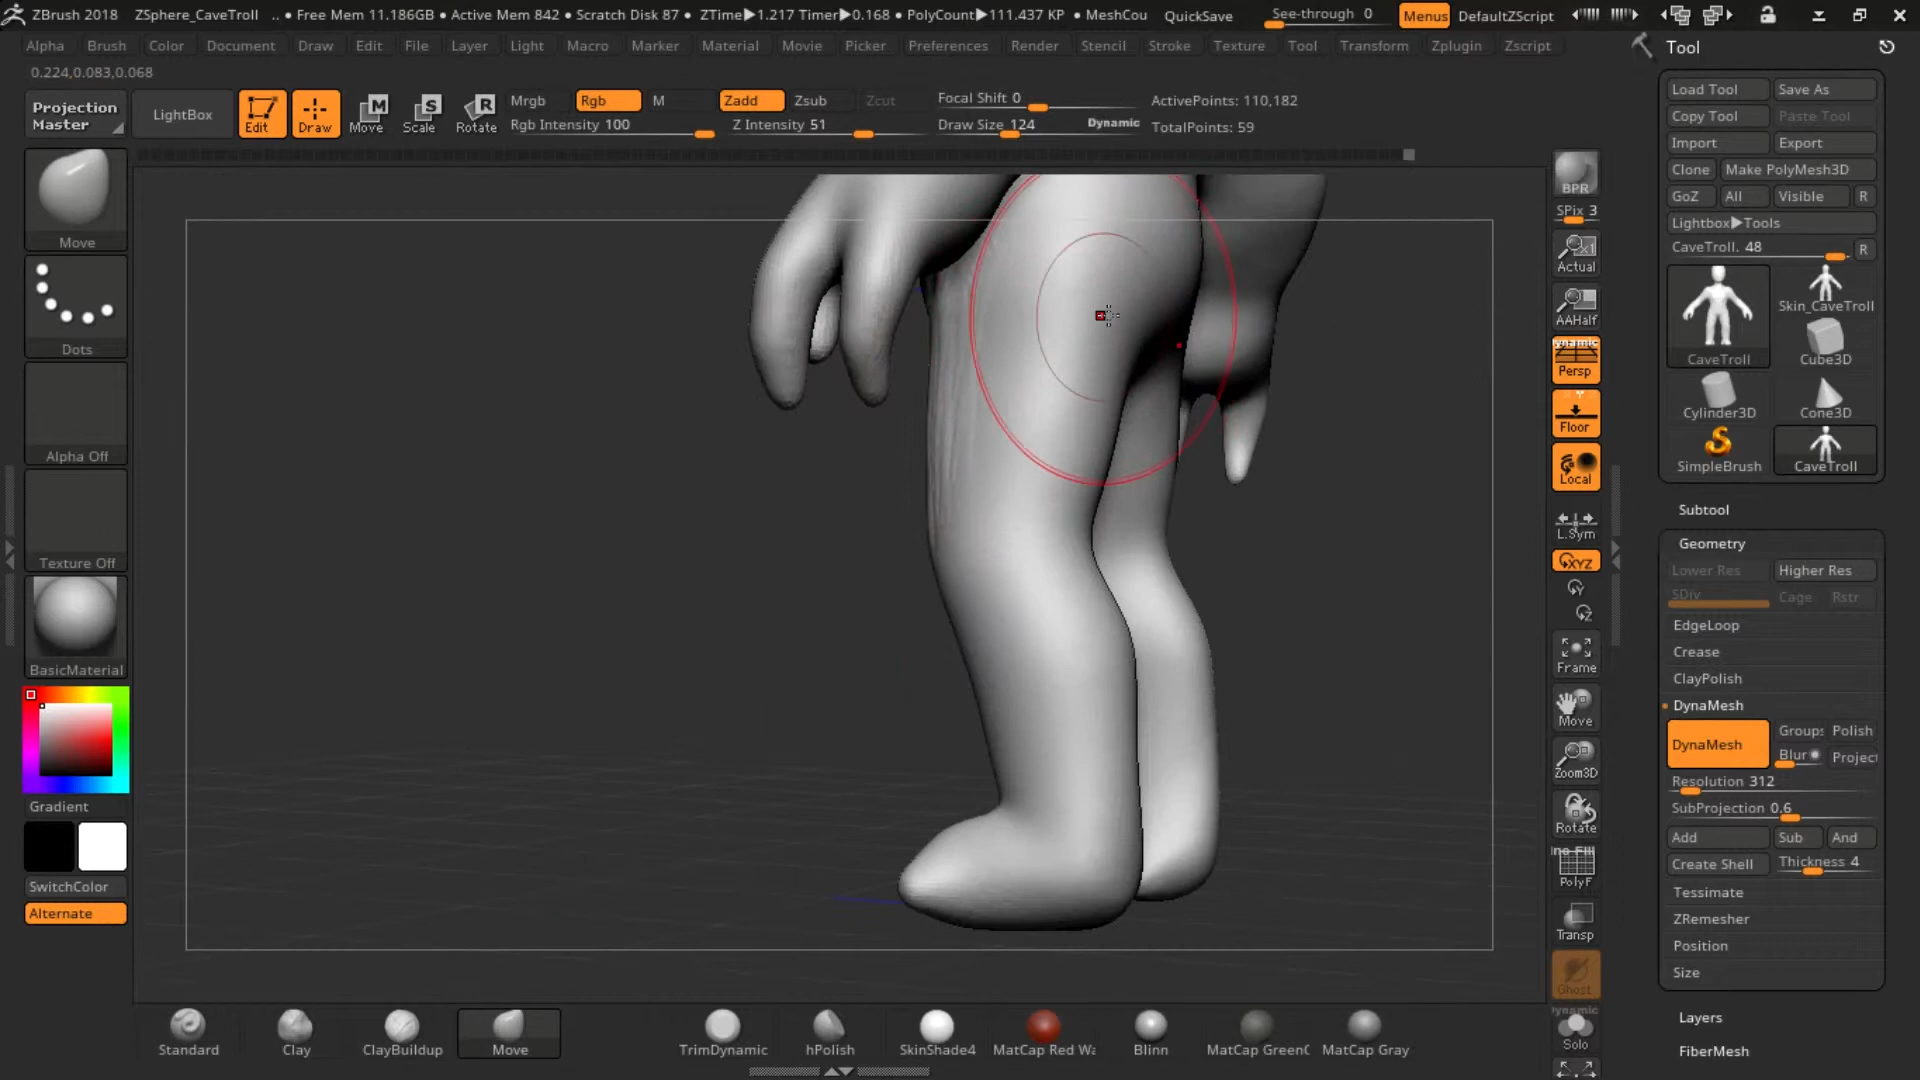 ZBrush 2018 ZSphere_CaveTroll .. • Free Mem 11.186GB • Active Mem 842 • Scratch Disk 87 • ZTime▶1.217 Timer▶0.168 • PolyCount▶111.437 KP • MeshCou QuickSave See-through 0 Menus DefaultZScript
Alpha Brush Color Document Draw Edit File Layer Light Macro Marker Material Movie Picker Preferences Render Stencil Stroke Texture Tool Transform Zplugin Zscript
Tool
0.224,0.083,0.068
Projection Master
LightBox
Edit
Draw
Move
Scale
Rotate
Mrgb Rgb M Zadd Zsub Zcut
Rgb Intensity 100 Z Intensity 51
Focal Shift 0
Draw Size 124 Dynamic
ActivePoints: 110,182
TotalPoints: 59
Load Tool Save As
Copy Tool Paste Tool
Import Export
Clone Make PolyMesh3D
GoZ All Visible R
Lightbox▶Tools
CaveTroll. 48 R
CaveTroll
Skin_CaveTroll
Cube3D
Cylinder3D
Cone3D
SimpleBrush
CaveTroll
Subtool
Geometry
Lower Res Higher Res
SDiv Cage Rstr
EdgeLoop
Crease
ClayPolish
DynaMesh
DynaMesh
Groups Polish
Blur Project
Resolution 312
SubProjection 0.6
Add Sub And
Create Shell Thickness 4
Tessimate
ZRemesher
Position
Size
Layers
FiberMesh
Move
Dots
Alpha Off
Texture Off
BasicMaterial
Gradient
SwitchColor
Alternate
BPR
SPix 3
Actual
AAHalf
Persp
Floor
Local
L.Sym
XYZ
Frame
Move
Zoom3D
Rotate
PolyF
Transp
Ghost
Dynamic
Solo
Standard Clay ClayBuildup Move TrimDynamic hPolish SkinShade4 MatCap Red Wa Blinn MatCap GreenC MatCap Gray